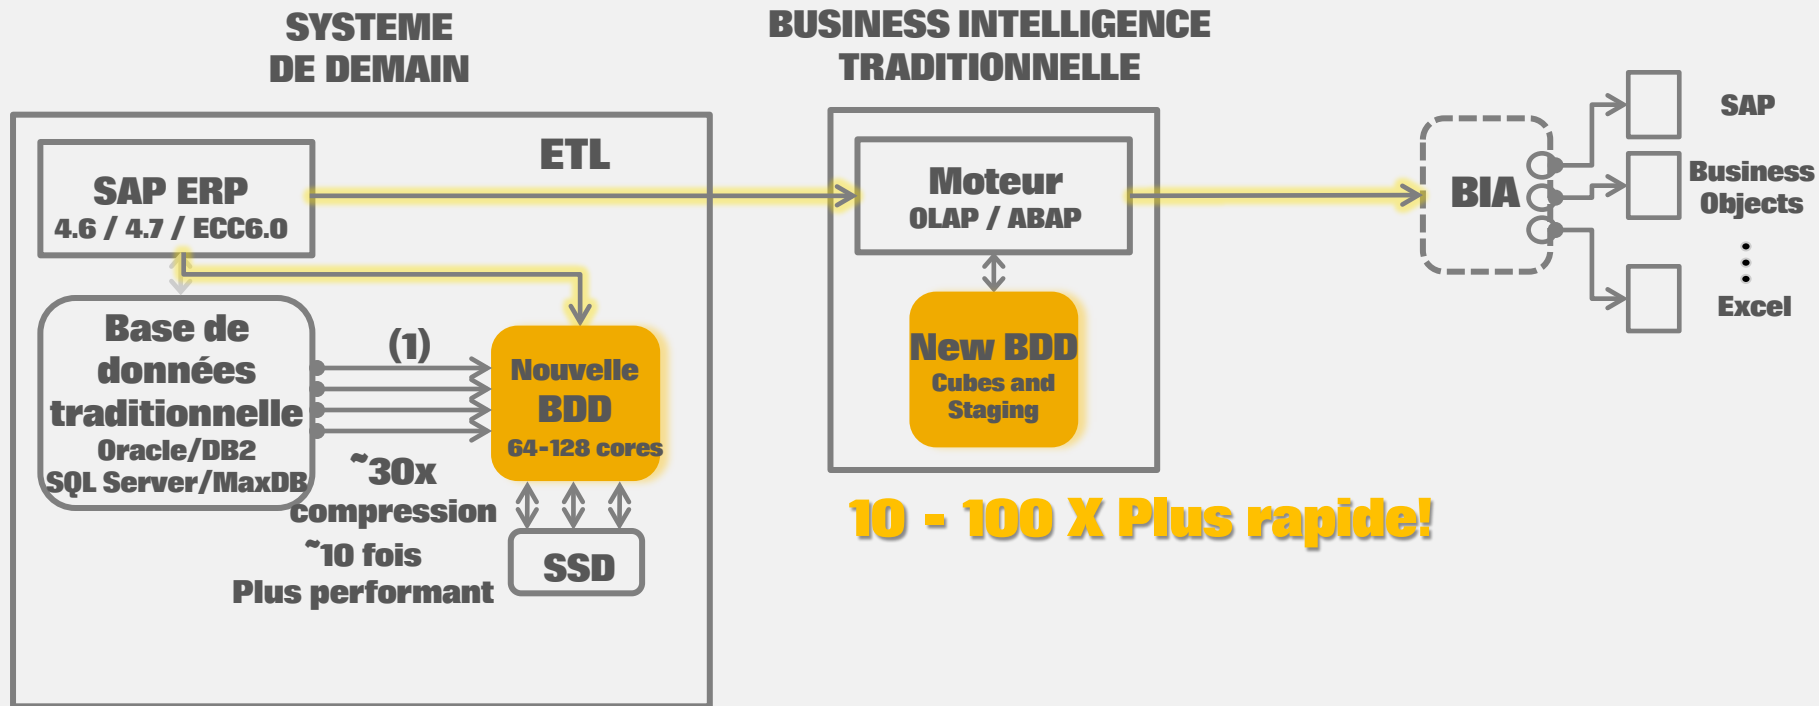 SYSTEME
DE DEMAIN
BUSINESS INTELLIGENCE
TRADITIONNELLE
ETL
SAP ERP
4.6 / 4.7 / ECC6.0
Base de
données
traditionnelle
Oracle/DB2
SQL Server/MaxDB
(1)
Nouvelle
BDD
64-128 cores
~30x
compression
~10 fois
Plus performant
SSD
Moteur
OLAP / ABAP
New BDD
Cubes and
Staging
10 - 100 X Plus rapide!
BIA
SAP
Business
Objects
Excel